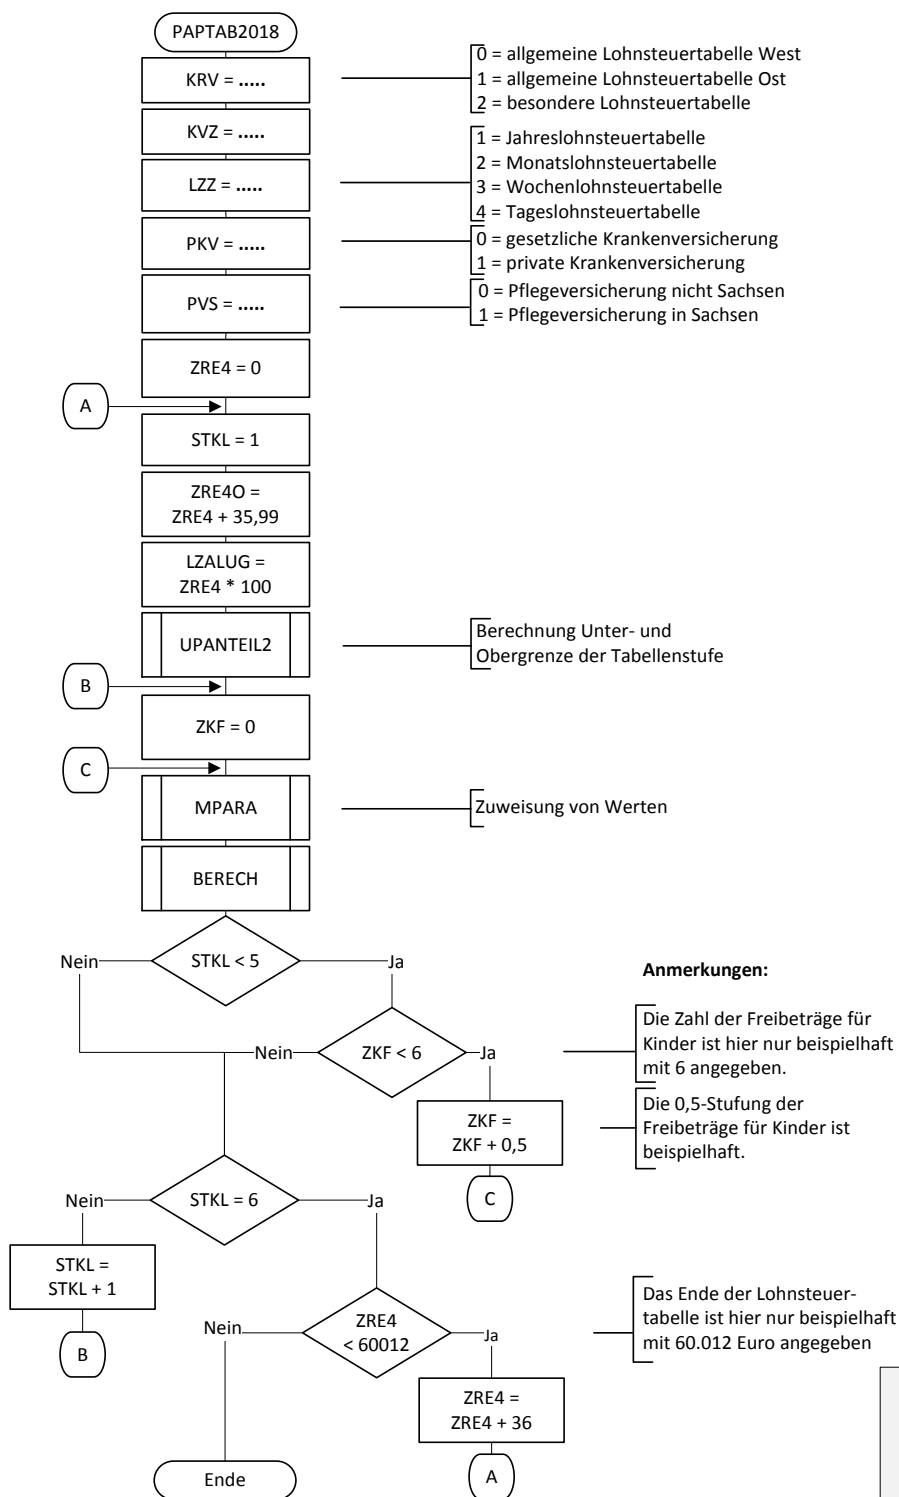 PAPTAB2018
KRV = .....
0 = allgemeine Lohnsteuertabelle West
1 = allgemeine Lohnsteuertabelle Ost
2 = besondere Lohnsteuertabelle
KVZ = .....
LZZ = .....
1 = Jahreslohnsteuertabelle
2 = Monatslohnsteuertabelle
3 = Wochenlohnsteuertabelle
4 = Tageslohnsteuertabelle
PKV = .....
0 = gesetzliche Krankenversicherung
1 = private Krankenversicherung
PVS = .....
0 = Pflegeversicherung nicht Sachsen
1 = Pflegeversicherung in Sachsen
ZRE4 = 0
A
STKL = 1
ZRE4O =
ZRE4 + 35,99
LZALUG =
ZRE4 * 100
UPANTEIL2
Berechnung Unter- und
Obergrenze der Tabellenstufe
B
ZKF = 0
C
MPARA
Zuweisung von Werten
BERECH
Nein
STKL < 5
Ja
Anmerkungen:
Nein
ZKF < 6
Ja
Die Zahl der Freibeträge für
Kinder ist hier nur beispielhaft
mit 6 angegeben.
ZKF =
ZKF + 0,5
Die 0,5-Stufung der
Freibeträge für Kinder ist
beispielhaft.
C
Nein
STKL = 6
Ja
STKL =
STKL + 1
B
Nein
ZRE4
< 60012
Ja
Das Ende der Lohnsteuer-
tabelle ist hier nur beispielhaft
mit 60.012 Euro angegeben
ZRE4 =
ZRE4 + 36
A
Ende